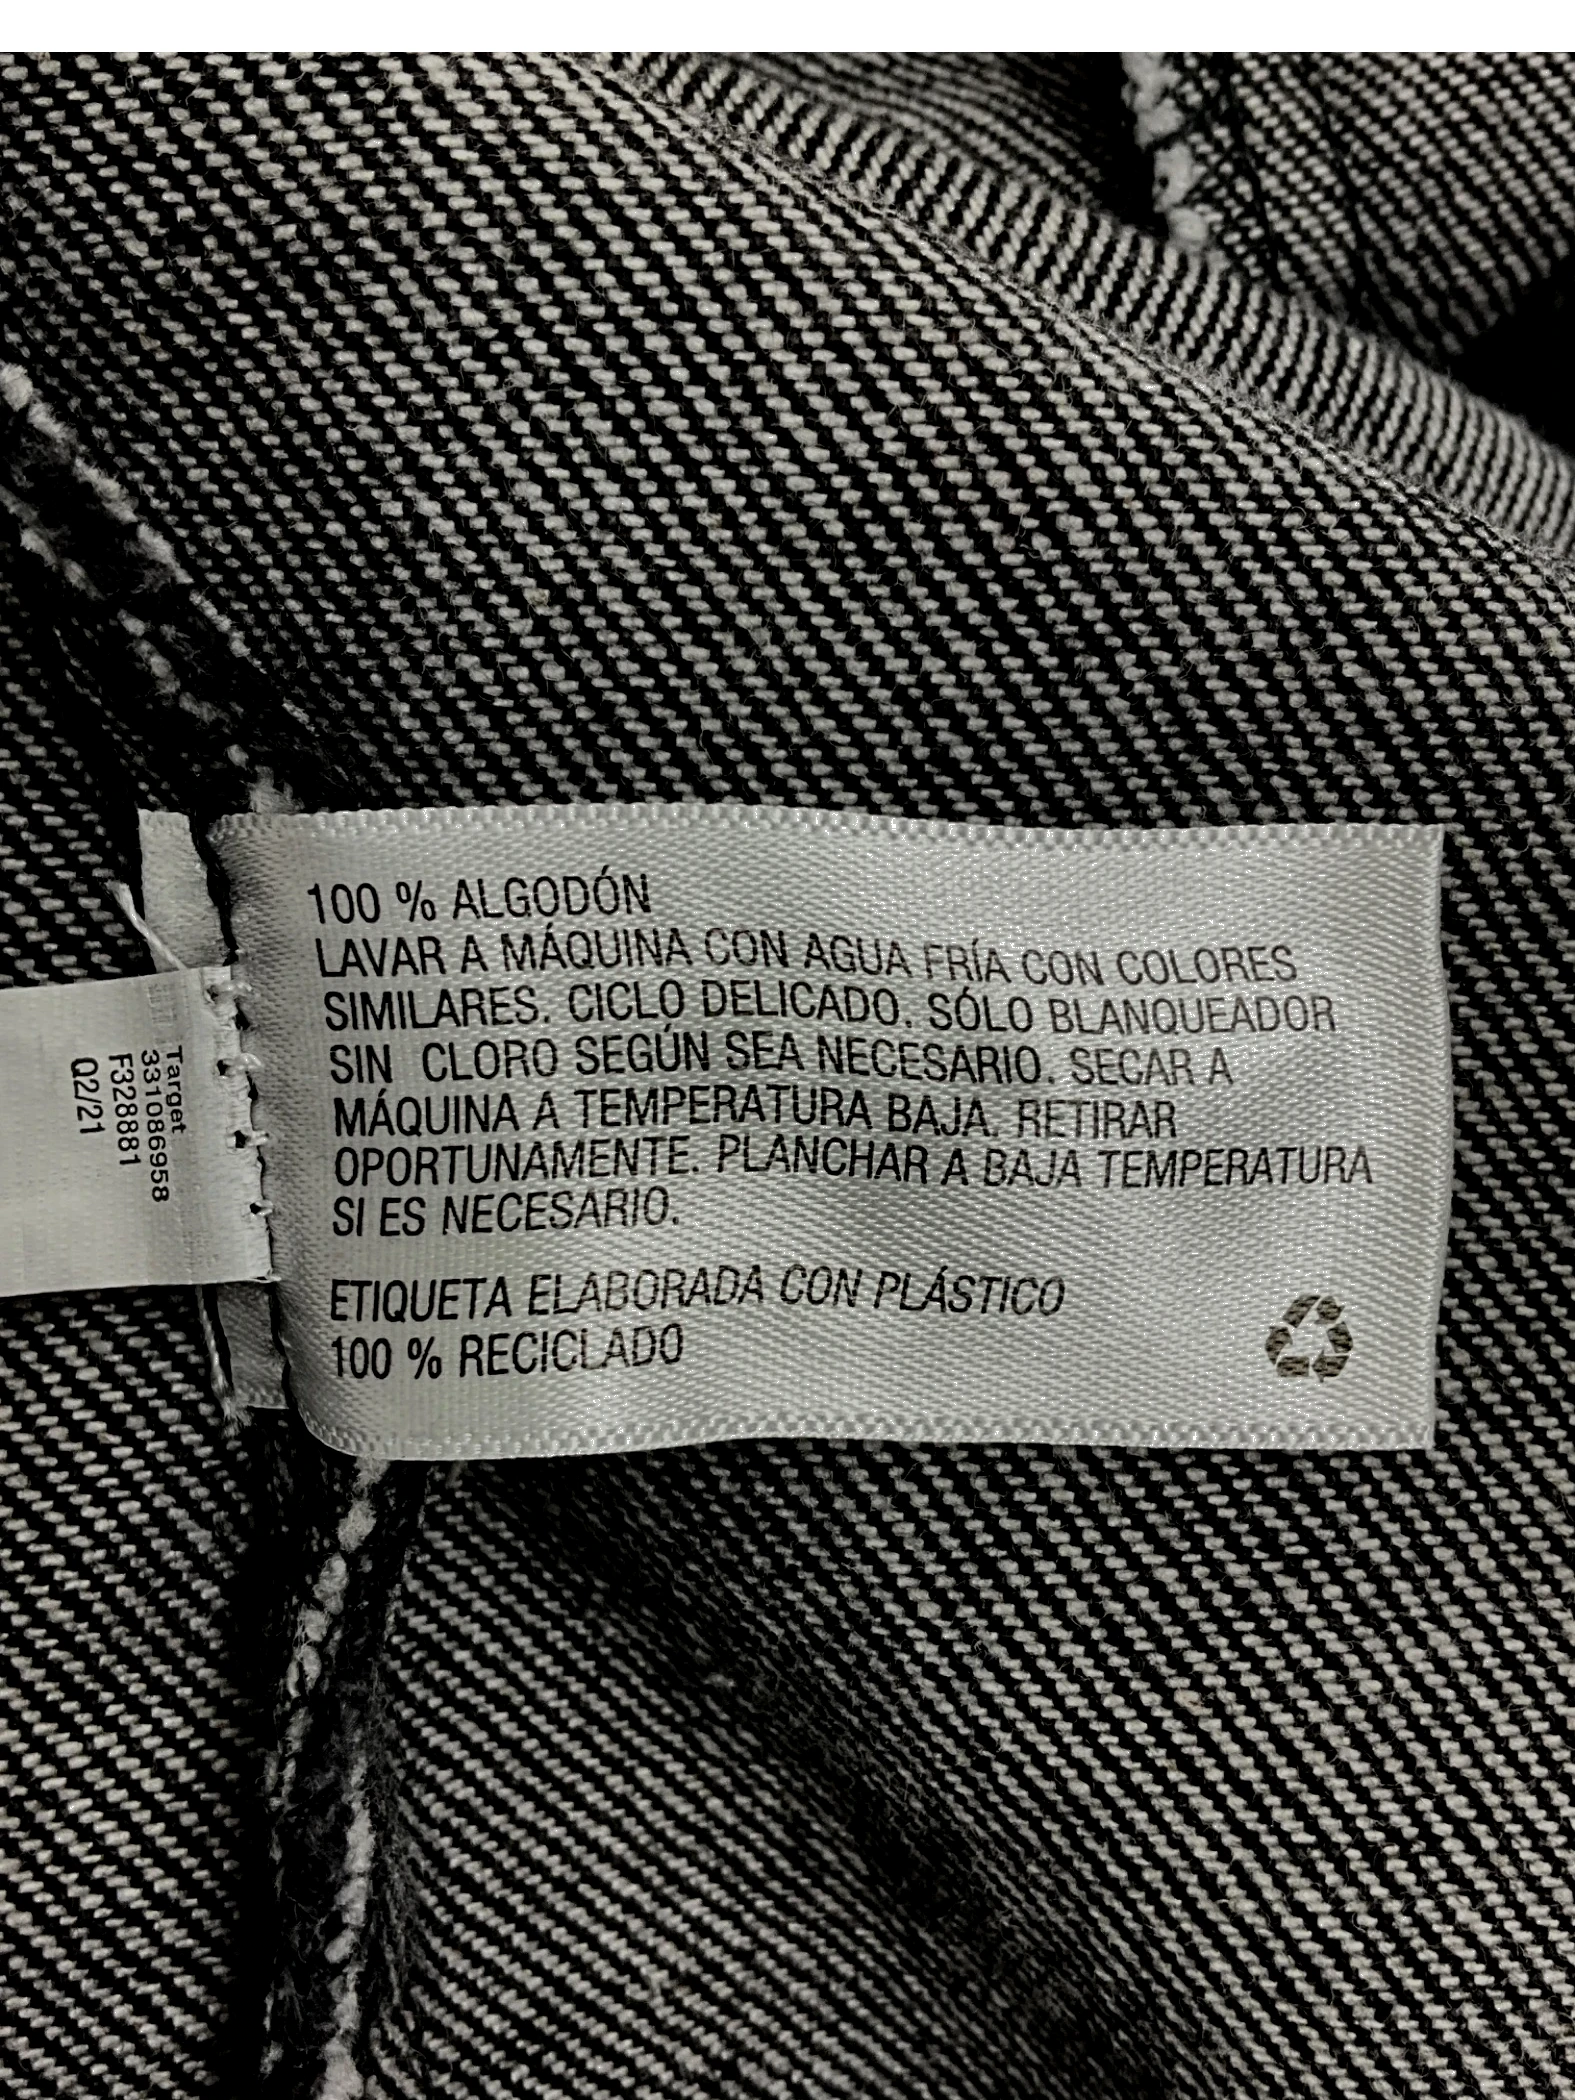 100 % ALGODÓN
LAVAR A MÁQUINA CON AGUA FRÍA CON COLORES
SIMILARES. CICLO DELICADO. SÓLO BLANQUEADOR
SIN CLORO SEGÚN SEA NECESARIO. SECAR A
MÁQUINA A TEMPERATURA BAJA. RETIRAR
OPORTUNAMENTE. PLANCHAR A BAJA TEMPERATURA
SI ES NECESARIO.
ETIQUETA ELABORADA CON PLÁSTICO
100 % RECICLADO
Target
331086958
F328881
Q2/21